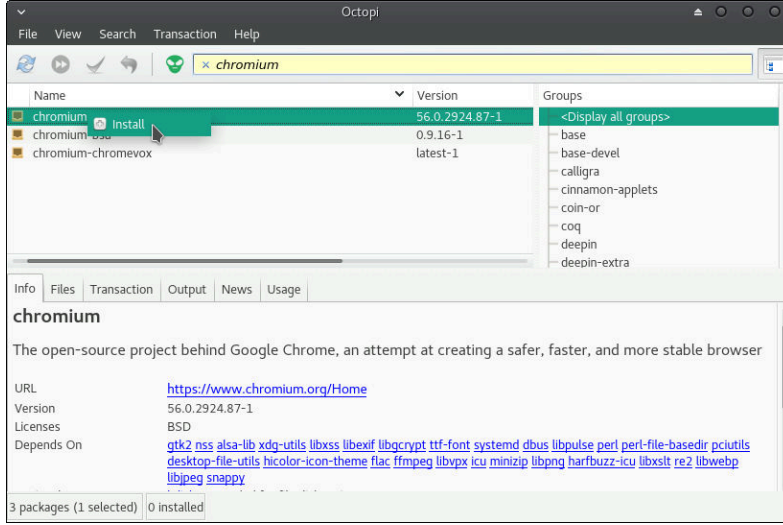 Octopi
File View Search Transaction Help
chromium
Name Version Groups
chromium 56.0.2924.87-1 <Display all groups>
Install
chromium-bsu 0.9.16-1 base
chromium-chromevox latest-1 base-devel
calligra
cinnamon-applets
coin-or
coq
deepin
deepin-extra
Info Files Transaction Output News Usage
chromium
The open-source project behind Google Chrome, an attempt at creating a safer, faster, and more stable browser
URL https://www.chromium.org/Home
Version 56.0.2924.87-1
Licenses BSD
Depends On gtk2 nss alsa-lib xdg-utils libxss libexif libgcrypt ttf-font systemd dbus libpulse perl perl-file-basedir pciutils
desktop-file-utils hicolor-icon-theme flac ffmpeg libvpx icu minizip libpng harfbuzz-icu libxslt re2 libwebp
libjpeg snappy
3 packages (1 selected) 0 installed